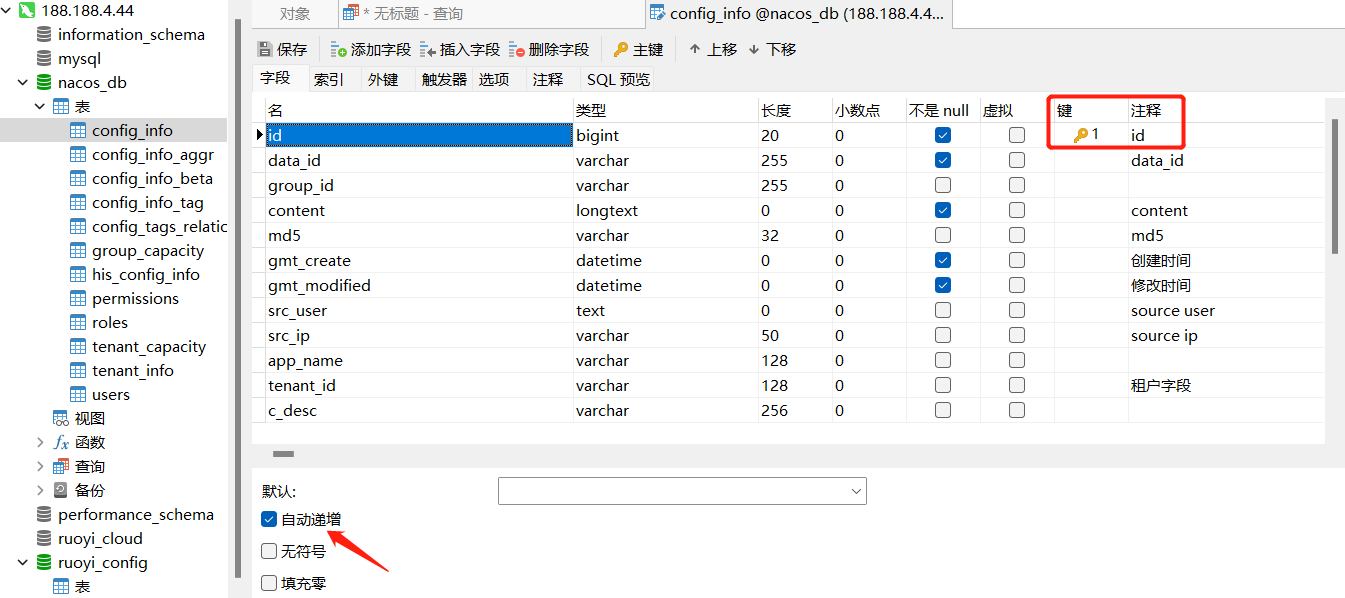 188.188.4.44
information_schema
mysql
nacos_db
表
config_info
config_info_aggr
config_info_beta
config_info_tag
config_tags_relatic
group_capacity
his_config_info
permissions
roles
tenant_capacity
tenant_info
users
视图
fx 函数
查询
备份
performance_schema
ruoyi_cloud
ruoyi_config
表
对象 * 无标题 - 查询 config_info @nacos_db (188.188.4.4...
保存 添加字段 插入字段 删除字段 主键 上移 下移
字段 索引 外键 触发器 选项 注释 SQL 预览
名 类型 长度 小数点 不是 null 虚拟 键 注释
id bigint 20 0 1 id
data_id varchar 255 0 data_id
group_id varchar 255 0
content longtext 0 0 content
md5 varchar 32 0 md5
gmt_create datetime 0 0 创建时间
gmt_modified datetime 0 0 修改时间
src_user text 0 0 source user
src_ip varchar 50 0 source ip
app_name varchar 128 0
tenant_id varchar 128 0 租户字段
c_desc varchar 256 0
默认:
自动递增
无符号
填充零